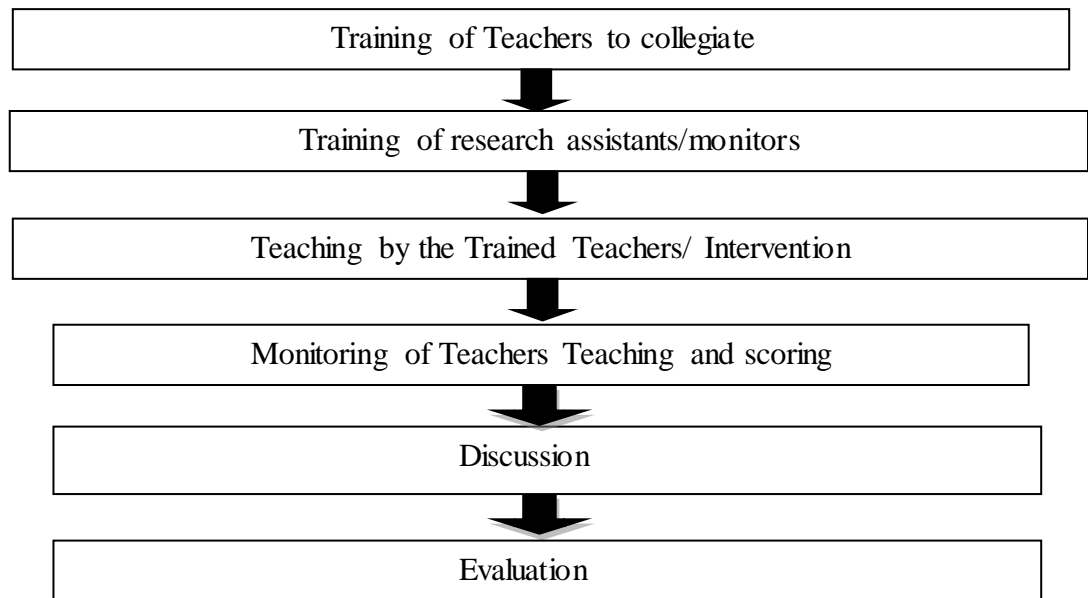 Training of Teachers to collegiate
Training of research assistants/monitors
Teaching by the Trained Teachers/ Intervention
Monitoring of Teachers Teaching and scoring
Discussion
Evaluation